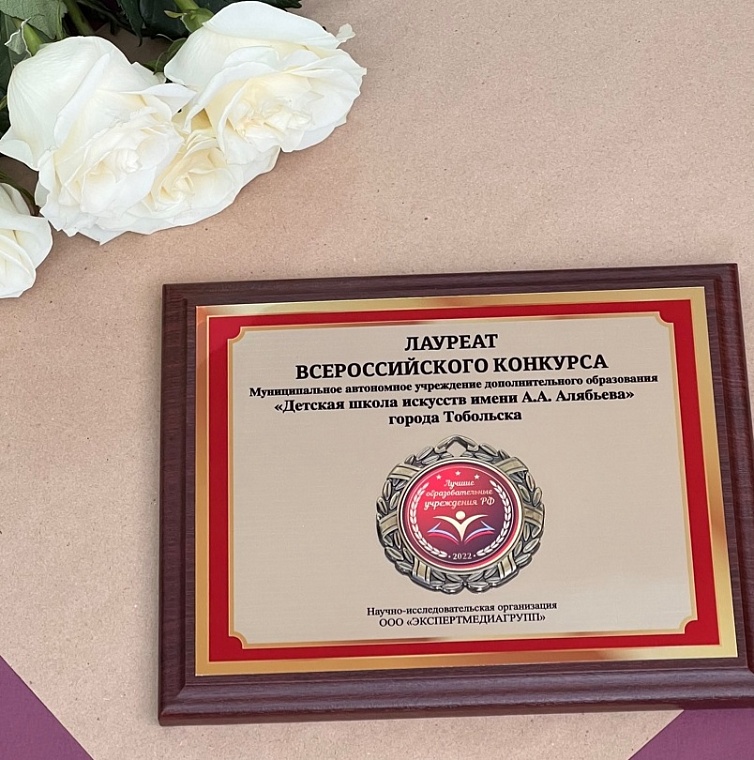 ЛАУРЕАТ
ВСЕРОССИЙСКОГО КОНКУРСА
Муниципальное автономное учреждение дополнительного образования
«Детская школа искусств имени А.А. Алябьева»
города Тобольска
Лучшие
образовательные
учреждения РФ
• 2022 •
Научно-исследовательская организация
ООО «ЭКСПЕРТМЕДИАГРУПП»